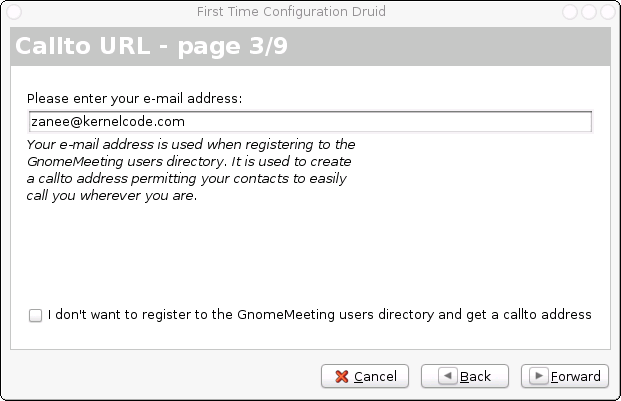 First Time Configuration Druid
Callto URL - page 3/9
Please enter your e-mail address:
zanee@kernelcode.com
Your e-mail address is used when registering to the
GnomeMeeting users directory. It is used to create
a callto address permitting your contacts to easily
call you wherever you are.
I don't want to register to the GnomeMeeting users directory and get a callto address
Cancel
Back
Forward